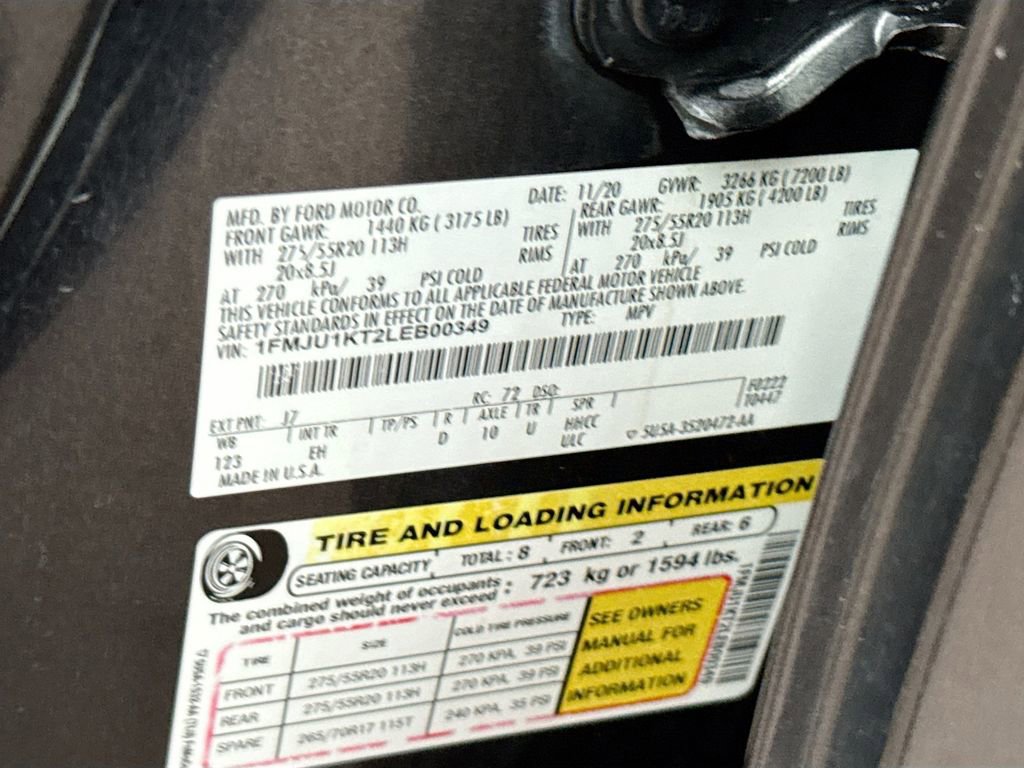 MFD. BY FORD MOTOR CO.
DATE: 11/20 GVWR: 3266 KG ( 7200 LB)
FRONT GAWR: 1440 KG ( 3175 LB)
WITH 275/55R20 113H TIRES
20x8.5J RIMS
AT 270 kPa/ 39 PSI COLD
REAR GAWR: 1905 KG ( 4200 LB)
WITH 275/55R20 113H TIRES
20x8.5J RIMS
AT 270 kPa/ 39 PSI COLD
THIS VEHICLE CONFORMS TO ALL APPLICABLE FEDERAL MOTOR VEHICLE
SAFETY STANDARDS IN EFFECT ON THE DATE OF MANUFACTURE SHOWN ABOVE.
VIN: 1FMJU1KT2LEB00349 TYPE: MPV
EXT PNT: J7 RC: 72 DSO: F0222
WB INT TR TP/PS R AXLE TR SPR T0447
123 EH D 10 U HHCC
MADE IN U.S.A. ULC ▽ 5U5A-3520472-AA
TIRE AND LOADING INFORMATION
SEATING CAPACITY TOTAL: 8 FRONT: 2 REAR: 6
The combined weight of occupants
and cargo should never exceed : 723 kg or 1594 lbs.
TIRE SIZE COLD TIRE PRESSURE
FRONT 275/55R20 113H 270 KPA, 39 PSI
REAR 275/55R20 113H 270 KPA, 39 PSI
SPARE 265/70R17 115T 240 KPA, 35 PSI
SEE OWNERS
MANUAL FOR
ADDITIONAL
INFORMATION